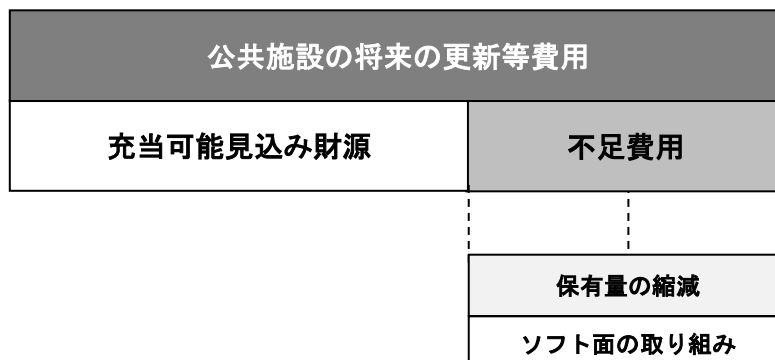 公共施設の将来の更新等費用
充当可能見込み財源
不足費用
保有量の縮減
ソフト面の取り組み